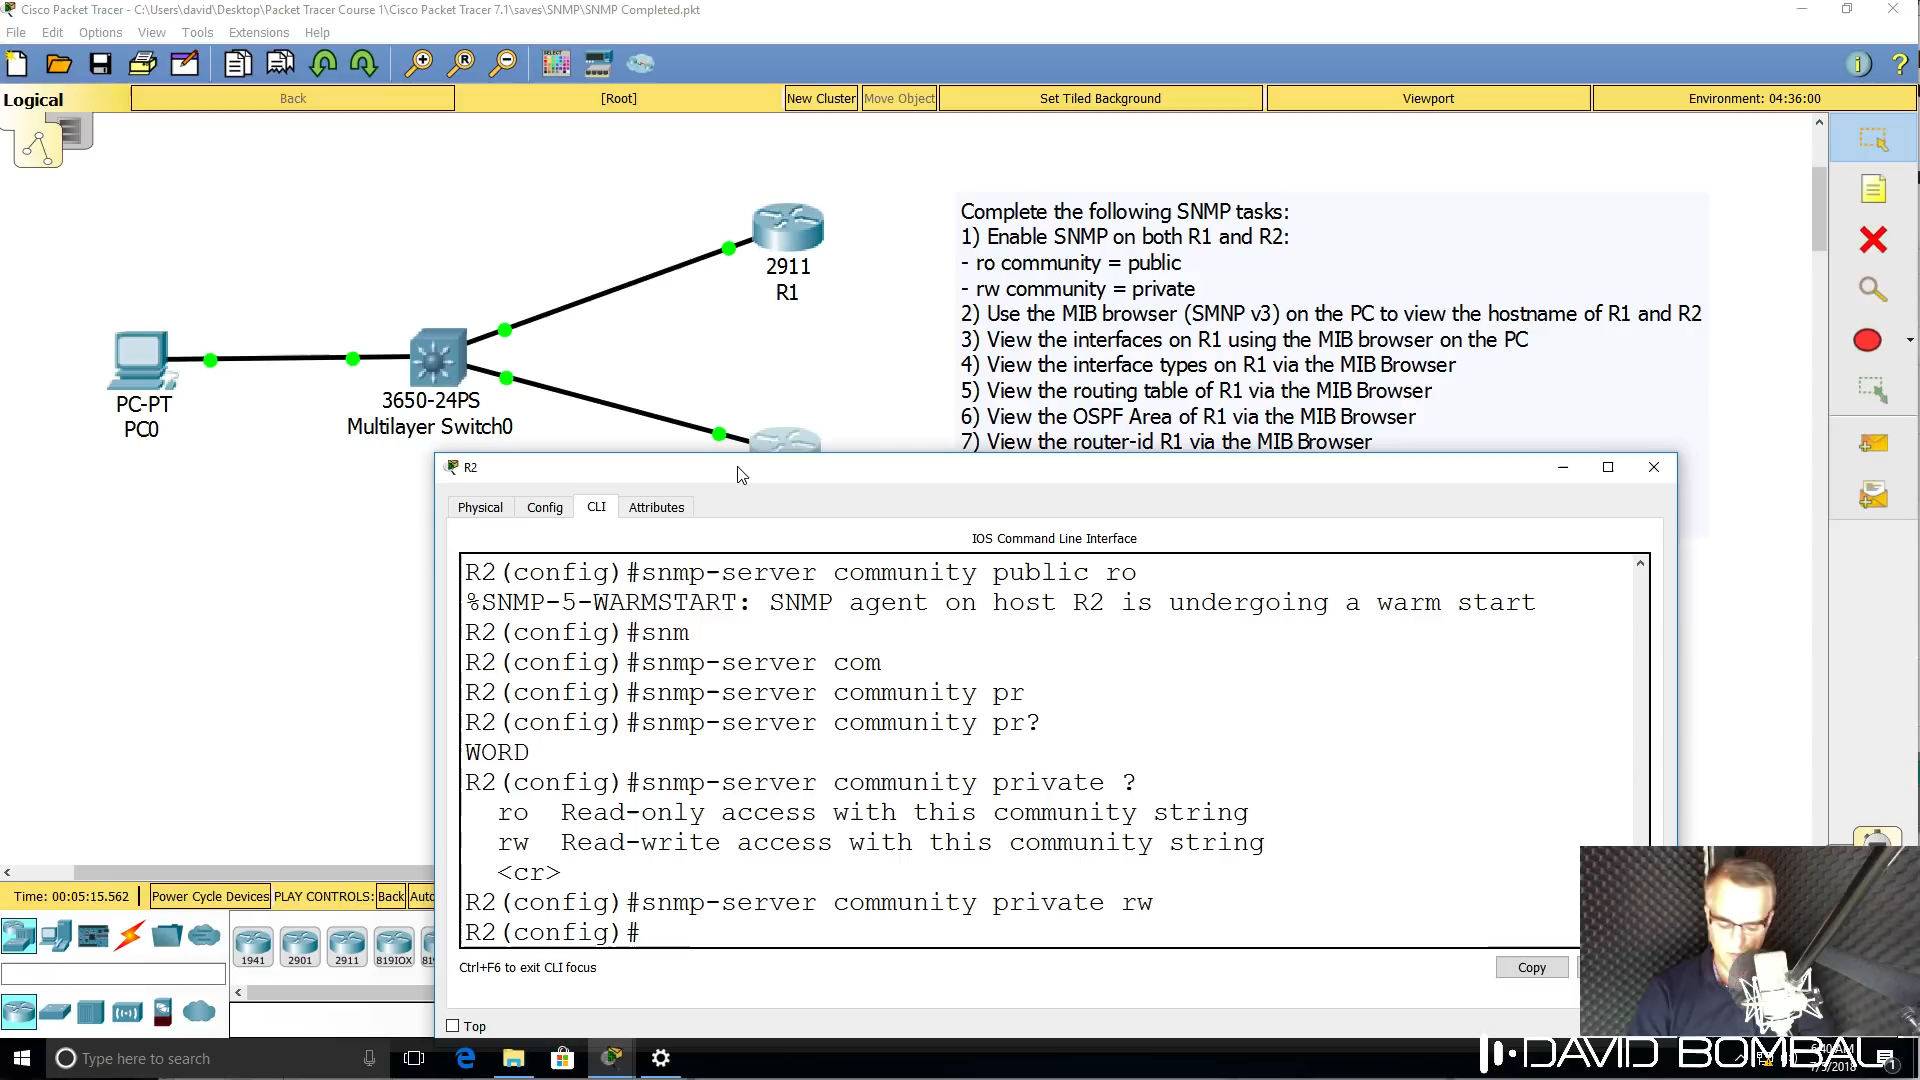 Cisco Packet Tracer - C:\Users\david\Desktop\Packet Tracer Course 1\Cisco Packet Tracer 7.1\saves\SNMP\SNMP Completed.pkt
File Edit Options View Tools Extensions Help
Logical Back [Root] New Cluster Move Object Set Tiled Background Viewport Environment: 04:36:00
2911
R1
PC-PT
PC0
3650-24PS
Multilayer Switch0
Complete the following SNMP tasks:
1) Enable SNMP on both R1 and R2:
- ro community = public
- rw community = private
2) Use the MIB browser (SMNP v3) on the PC to view the hostname of R1 and R2
3) View the interfaces on R1 using the MIB browser on the PC
4) View the interface types on R1 via the MIB Browser
5) View the routing table of R1 via the MIB Browser
6) View the OSPF Area of R1 via the MIB Browser
7) View the router-id R1 via the MIB Browser
R2
Physical Config CLI Attributes
IOS Command Line Interface
R2(config)#snmp-server community public ro
%SNMP-5-WARMSTART: SNMP agent on host R2 is undergoing a warm start
R2(config)#snm
R2(config)#snmp-server com
R2(config)#snmp-server community pr
R2(config)#snmp-server community pr?
WORD
R2(config)#snmp-server community private ?
ro Read-only access with this community string
rw Read-write access with this community string
<cr>
R2(config)#snmp-server community private rw
R2(config)#
Ctrl+F6 to exit CLI focus
Copy
Top
Time: 00:05:15.562 Power Cycle Devices PLAY CONTROLS: Back Auto
1941 2901 2911 819IOX
Type here to search
DAVID BOMBAL